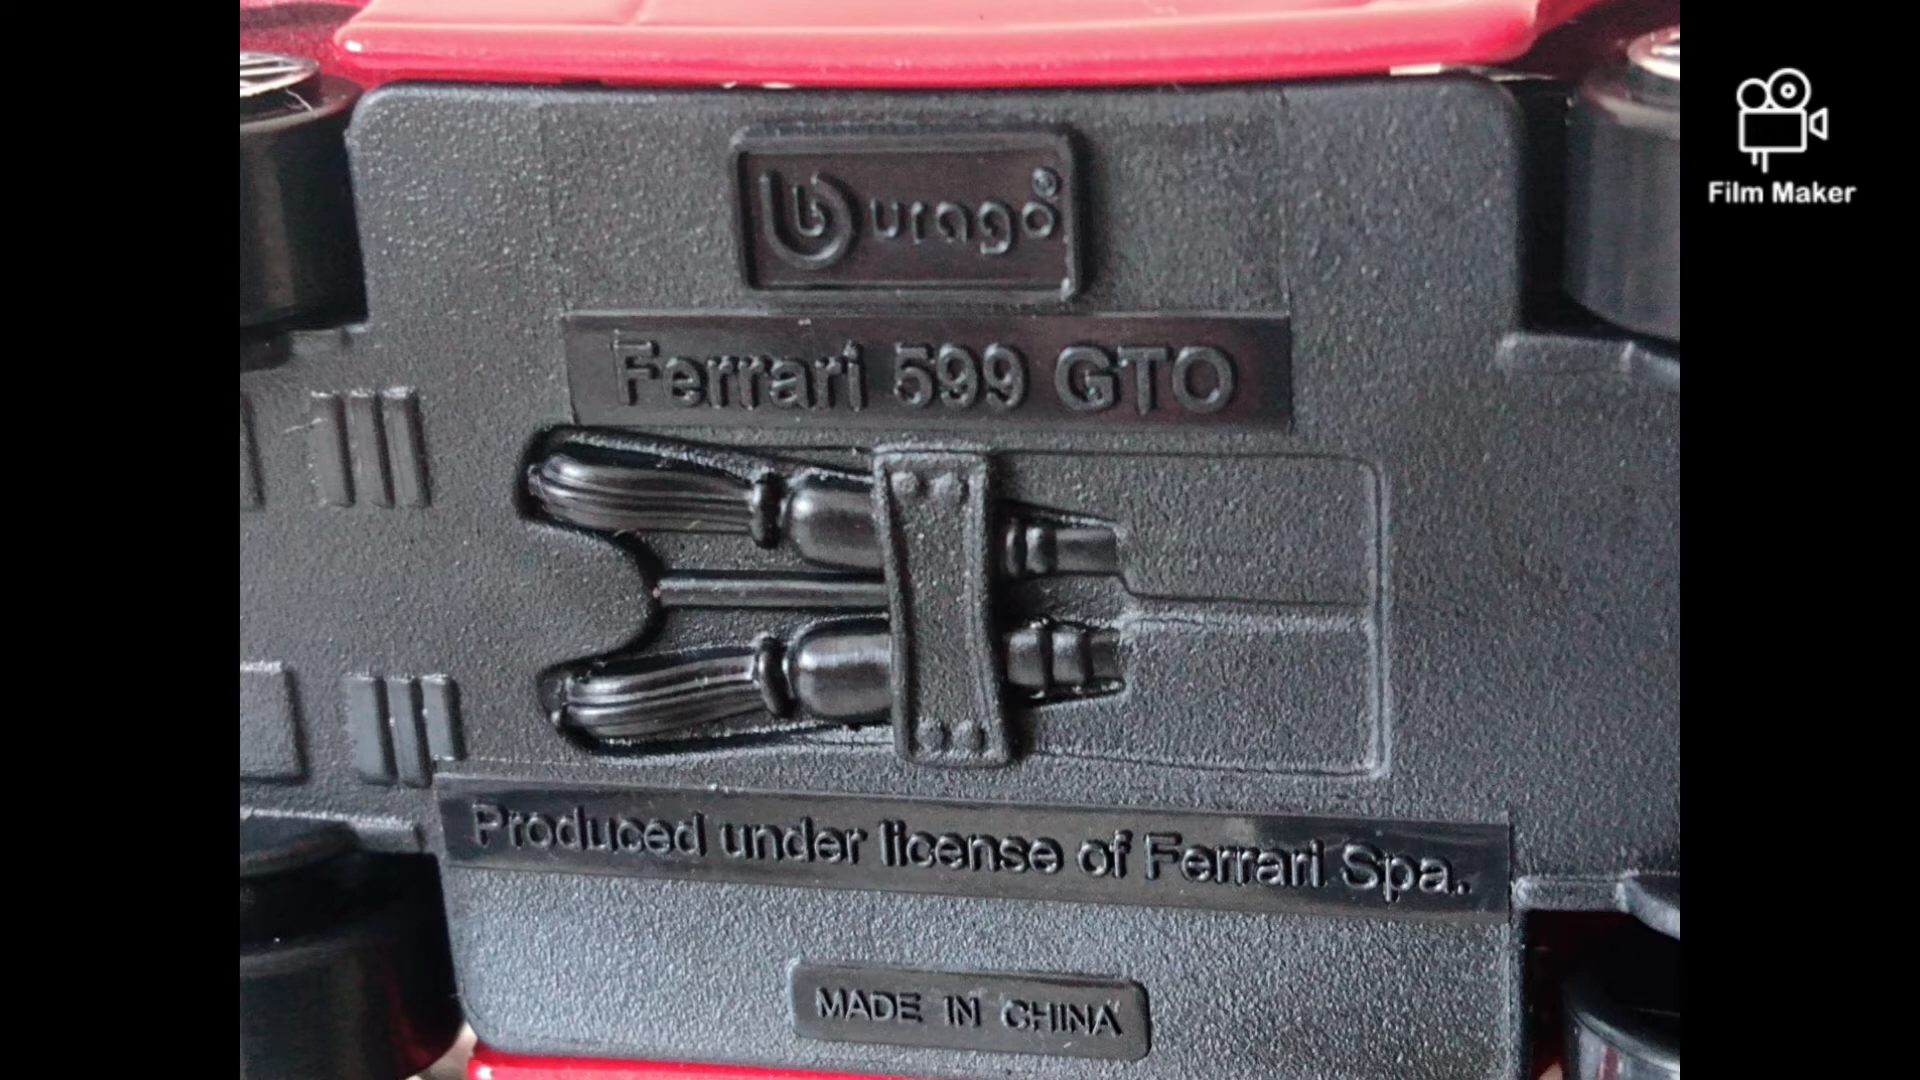 burago®
Film Maker
Ferrari 599 GTO
Produced under license of Ferrari Spa.
MADE IN CHINA